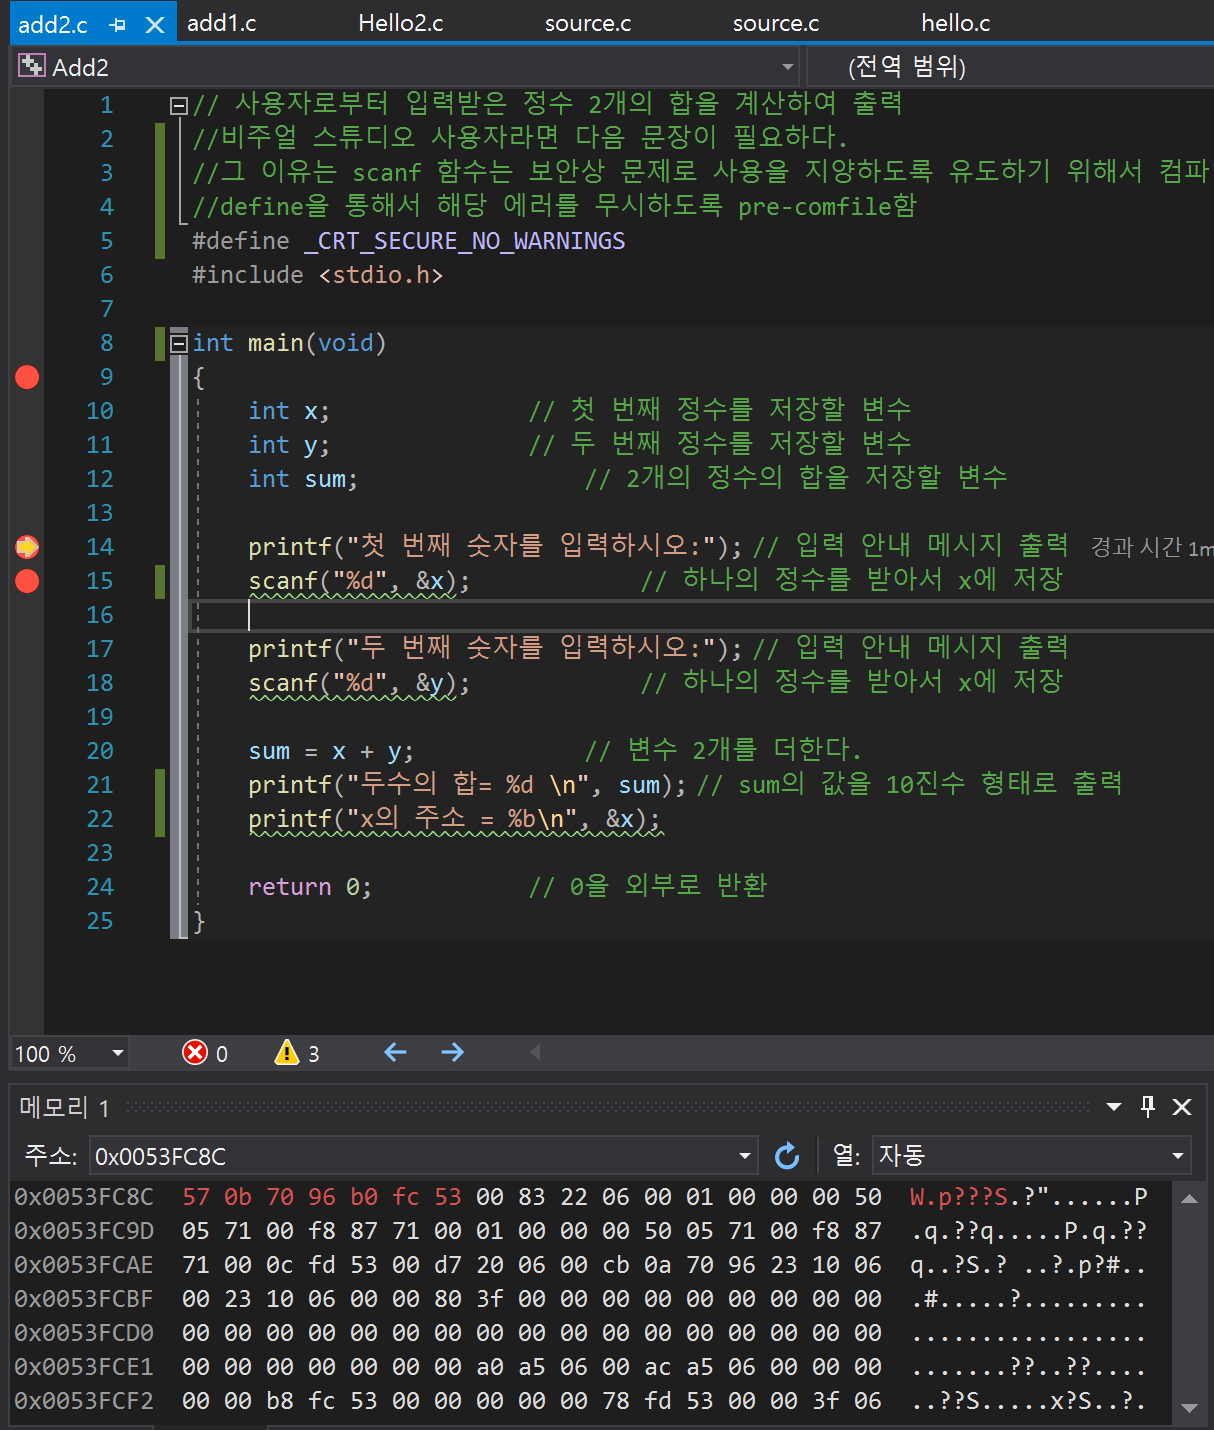 add2.c add1.c Hello2.c source.c source.c hello.c
Add2 (전역 범위)
1 // 사용자로부터 입력받은 정수 2개의 합을 계산하여 출력
2 //비주얼 스튜디오 사용자라면 다음 문장이 필요하다.
3 //그 이유는 scanf 함수는 보안상 문제로 사용을 지양하도록 유도하기 위해서 컴파
4 //define을 통해서 해당 에러를 무시하도록 pre-comfile함
5 #define _CRT_SECURE_NO_WARNINGS
6 #include <stdio.h>
7
8 int main(void)
9 {
10 int x; // 첫 번째 정수를 저장할 변수
11 int y; // 두 번째 정수를 저장할 변수
12 int sum; // 2개의 정수의 합을 저장할 변수
13
14 printf("첫 번째 숫자를 입력하시오:"); // 입력 안내 메시지 출력 경과 시간 1m
15 scanf("%d", &x); // 하나의 정수를 받아서 x에 저장
16
17 printf("두 번째 숫자를 입력하시오:"); // 입력 안내 메시지 출력
18 scanf("%d", &y); // 하나의 정수를 받아서 x에 저장
19
20 sum = x + y; // 변수 2개를 더한다.
21 printf("두수의 합= %d \n", sum); // sum의 값을 10진수 형태로 출력
22 printf("x의 주소 = %b\n", &x);
23
24 return 0; // 0을 외부로 반환
25 }
100 % 0 3
메모리 1
주소: 0x0053FC8C 열: 자동
0x0053FC8C 57 0b 70 96 b0 fc 53 00 83 22 06 00 01 00 00 00 50 W.p???S.?"......P
0x0053FC9D 05 71 00 f8 87 71 00 01 00 00 00 50 05 71 00 f8 87 .q.??q.....P.q.??
0x0053FCAE 71 00 0c fd 53 00 d7 20 06 00 cb 0a 70 96 23 10 06 q..?S.? ..?.p?#..
0x0053FCBF 00 23 10 06 00 00 80 3f 00 00 00 00 00 00 00 00 00 .#.....?.........
0x0053FCD0 00 00 00 00 00 00 00 00 00 00 00 00 00 00 00 00 00 .................
0x0053FCE1 00 00 00 00 00 00 00 a0 a5 06 00 ac a5 06 00 00 00 .......??..??....
0x0053FCF2 00 00 b8 fc 53 00 00 00 00 00 78 fd 53 00 00 3f 06 ..??S.....x?S..?.